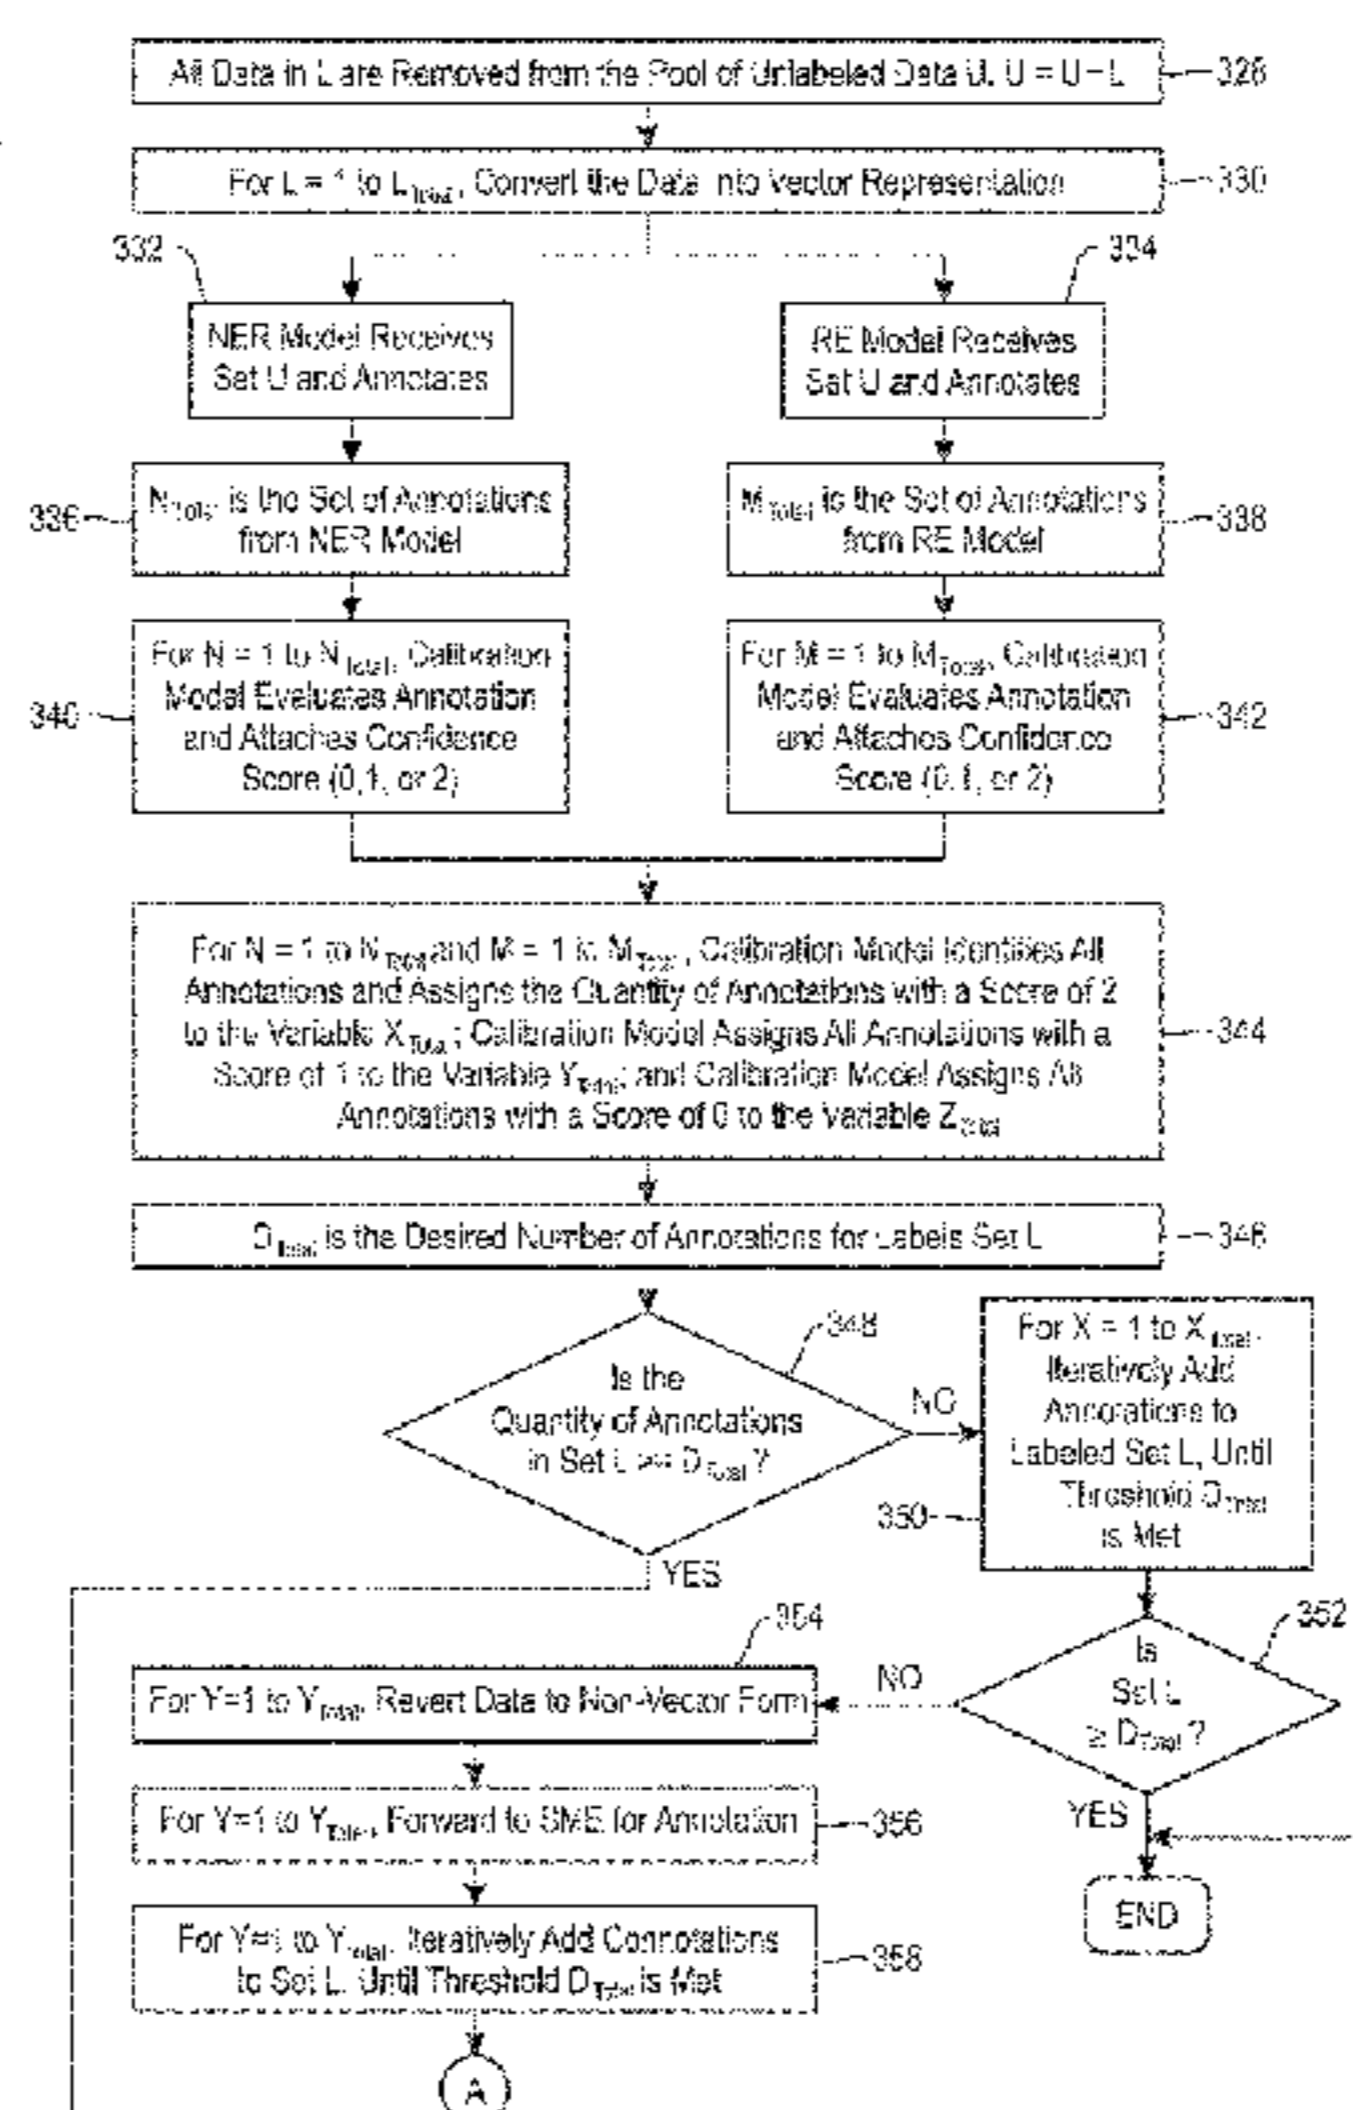 All Data in L are Removed from the Pool of Unlabeled Data U. U = U – L
328
For L = 1 to L Total, Convert the Data into Vector Representation
330
332
334
NER Model Receives
Set U and Annotates
RE Model Receives
Set U and Annotates
336
N Total is the Set of Annotations
from NER Model
M Total is the Set of Annotations
from RE Model
338
340
For N = 1 to N Total, Calibration
Model Evaluates Annotation
and Attaches Confidence
Score (0,1, or 2)
For M = 1 to M Total, Calibration
Model Evaluates Annotation
and Attaches Confidence
Score (0,1, or 2)
342
For N = 1 to N Total and M = 1 to M Total, Calibration Model Identifies All
Annotations and Assigns the Quantity of Annotations with a Score of 2
to the Variable X Total; Calibration Model Assigns All Annotations with a
Score of 1 to the Variable Y Total; and Calibration Model Assigns All
Annotations with a Score of 0 to the Variable Z Total
344
D Total is the Desired Number of Annotations for Labels Set L
346
348
Is the
Quantity of Annotations
in Set L >= D Total ?
NO
YES
For X = 1 to X Total,
Iteratively Add
Annotations to
Labeled Set L, Until
Threshold D Total
is Met
350
352
Is
Set L
≥ D Total ?
NO
YES
END
354
For Y=1 to Y Total, Revert Data to Non-Vector Form
For Y=1 to Y Total, Forward to SME for Annotation
356
For Y=1 to Y Total, Iteratively Add Connotations
to Set L, Until Threshold D Total is Met
358
A